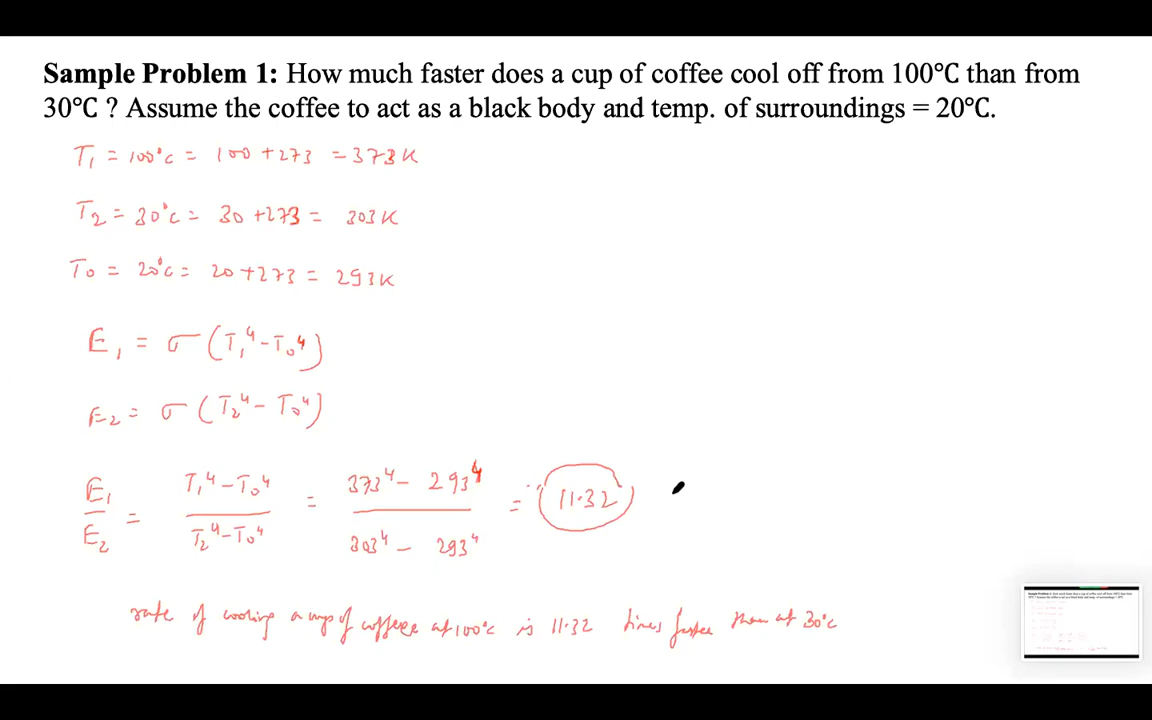 Sample Problem 1: How much faster does a cup of coffee cool off from 100°C than from
30°C ? Assume the coffee to act as a black body and temp. of surroundings = 20°C.
T₁ = 100°C = 100 + 273 = 373 K
T₂ = 30°C = 30 + 273 = 303 K
T₀ = 20°C = 20 + 273 = 293 K
E₁ = σ (T₁⁴ - T₀⁴)
E₂ = σ (T₂⁴ - T₀⁴)
E₁/E₂ = (T₁⁴ - T₀⁴)/(T₂⁴ - T₀⁴) = (373⁴ - 293⁴)/(303⁴ - 293⁴) = 11.32
rate of cooling a cup of coffee at 100°C is 11.32 times faster than at 30°C